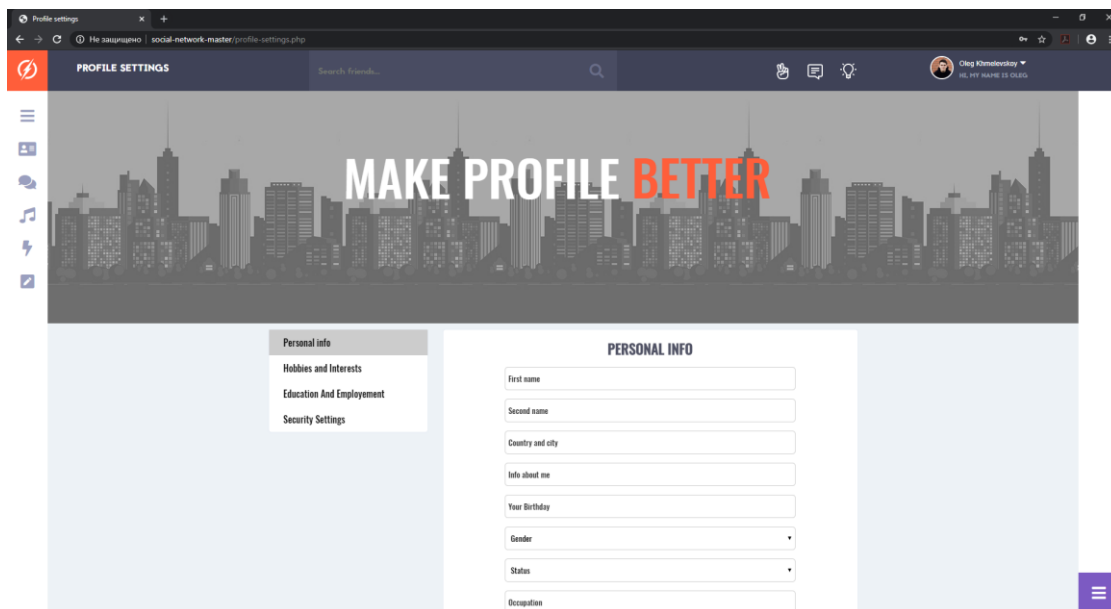 Profile settings
Не защищено | social-network-master/profile-settings.php
PROFILE SETTINGS
Search friends...
Oleg Khmelevskoy
HI, MY NAME IS OLEG
MAKE PROFILE BETTER
Personal info
Hobbies and Interests
Education And Employement
Security Settings
PERSONAL INFO
First name
Second name
Country and city
Info about me
Your Birthday
Gender
Status
Occupation